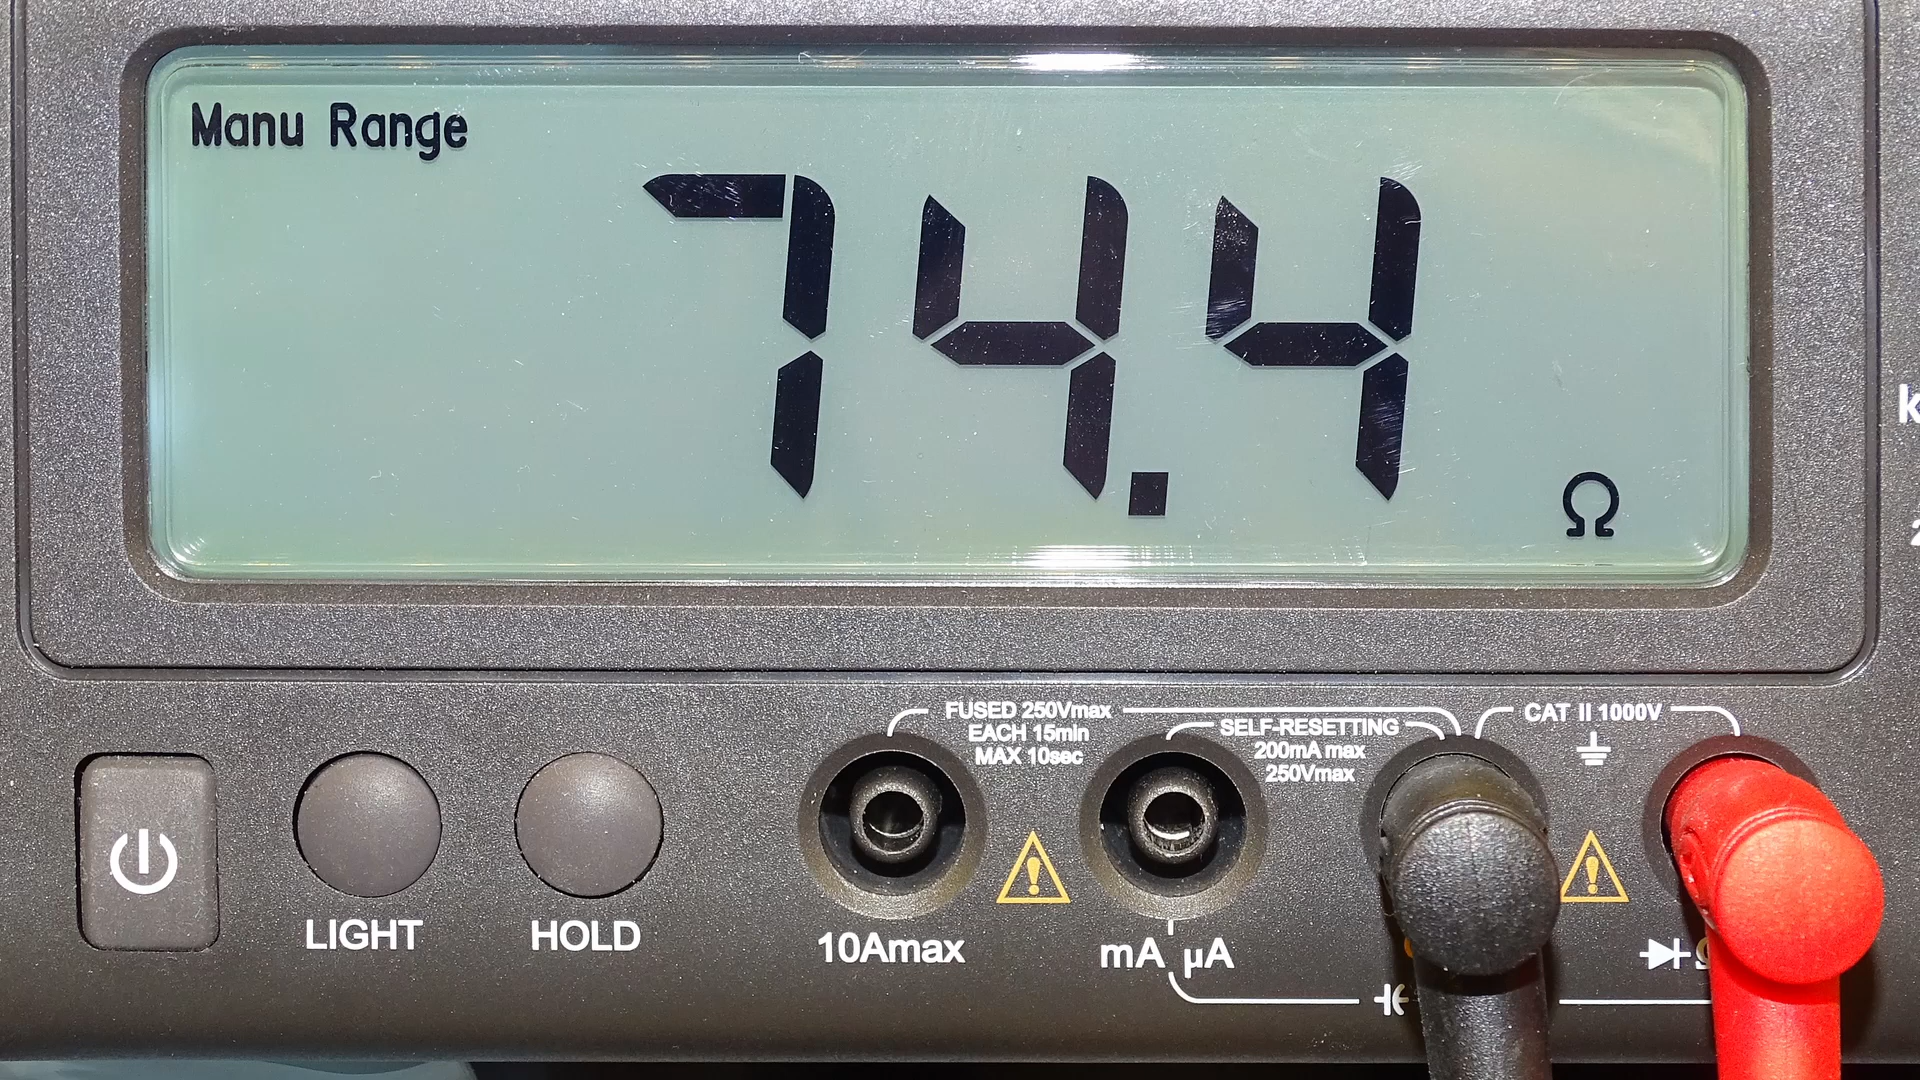 Manu Range
74.4
Ω
k
2
FUSED 250Vmax
EACH 15min
MAX 10sec
SELF-RESETTING
200mA max
250Vmax
CAT II 1000V
LIGHT
HOLD
10Amax
mA µA